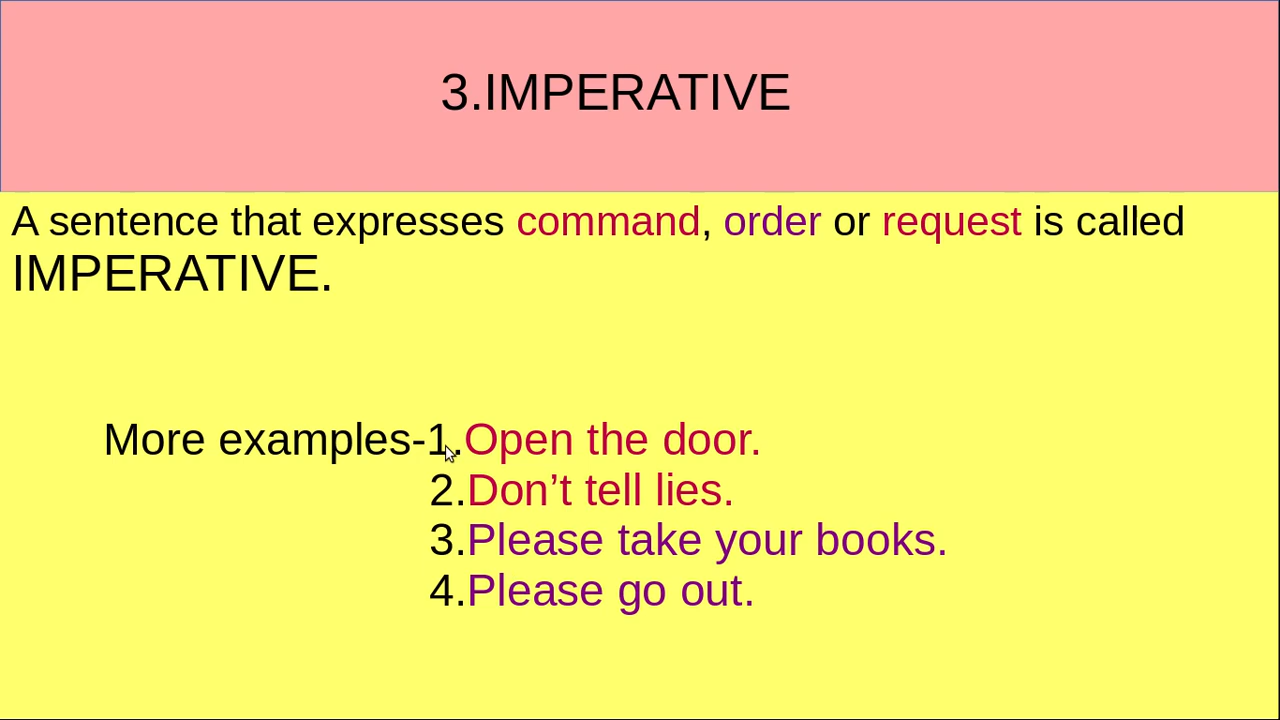 3.IMPERATIVE
A sentence that expresses command, order or request is called
IMPERATIVE.
More examples-1.Open the door.
2.Don’t tell lies.
3.Please take your books.
4.Please go out.